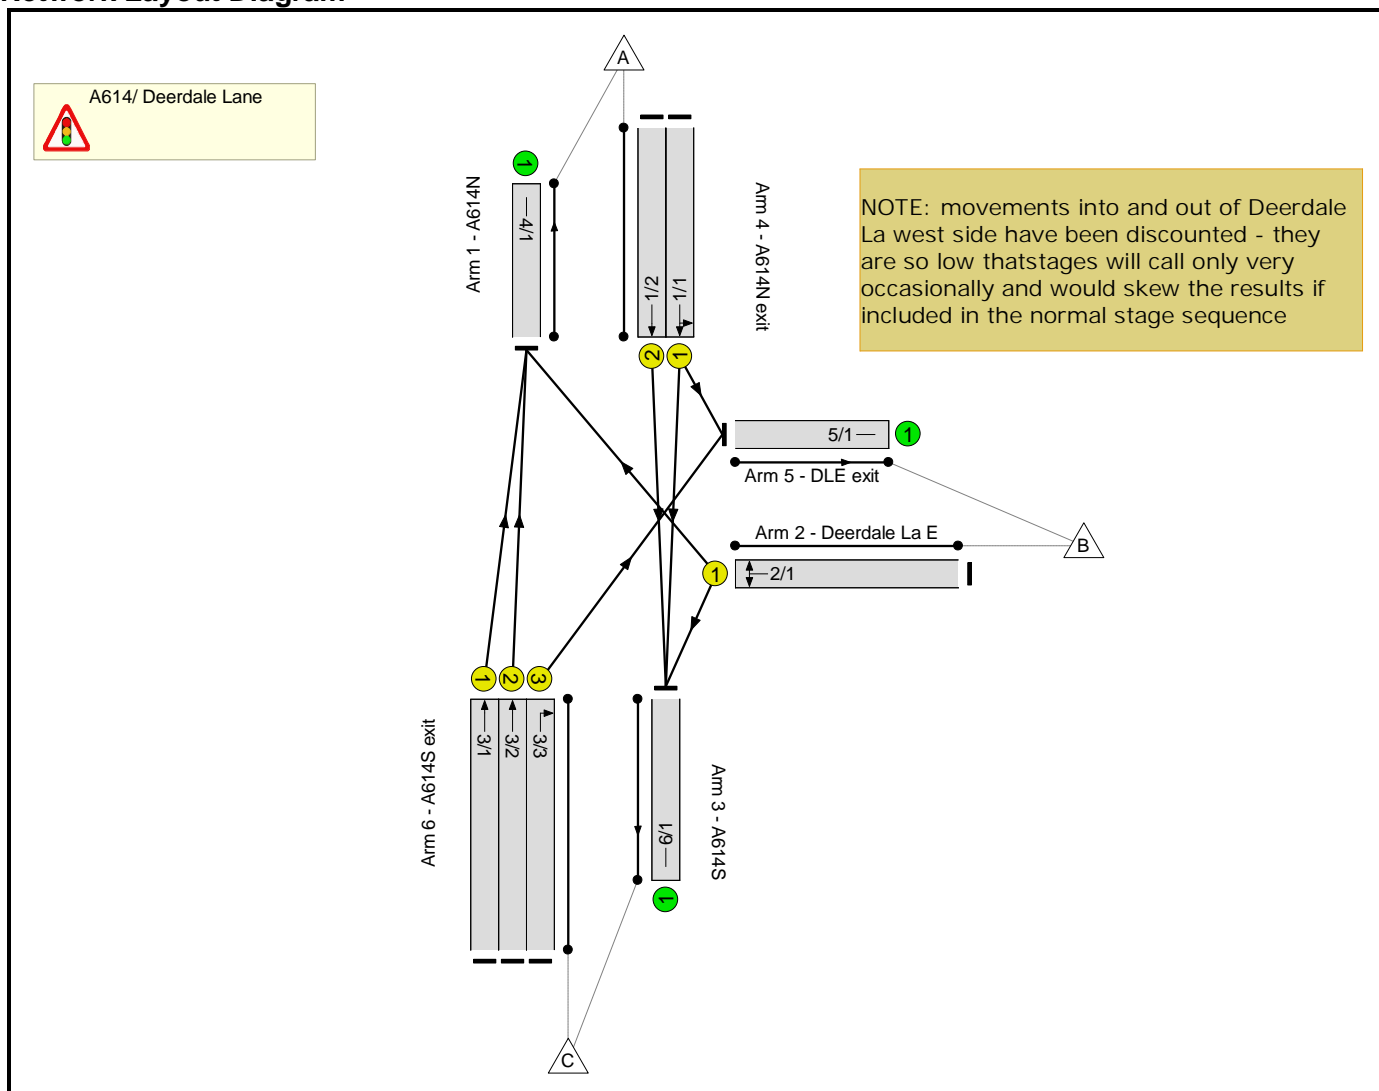 Network Layout Diagram
A
A614/ Deerdale Lane
1
4/1
Arm 1 - A614N
1/2
1/1
Arm 4 - A614N exit
NOTE: movements into and out of Deerdale
La west side have been discounted - they
are so low thatstages will call only very
occasionally and would skew the results if
included in the normal stage sequence
2
1
5/1
1
Arm 5 - DLE exit
Arm 2 - Deerdale La E
B
1
2/1
1
2
3
3/1
3/2
3/3
Arm 6 - A614S exit
6/1
Arm 3 - A614S
1
C